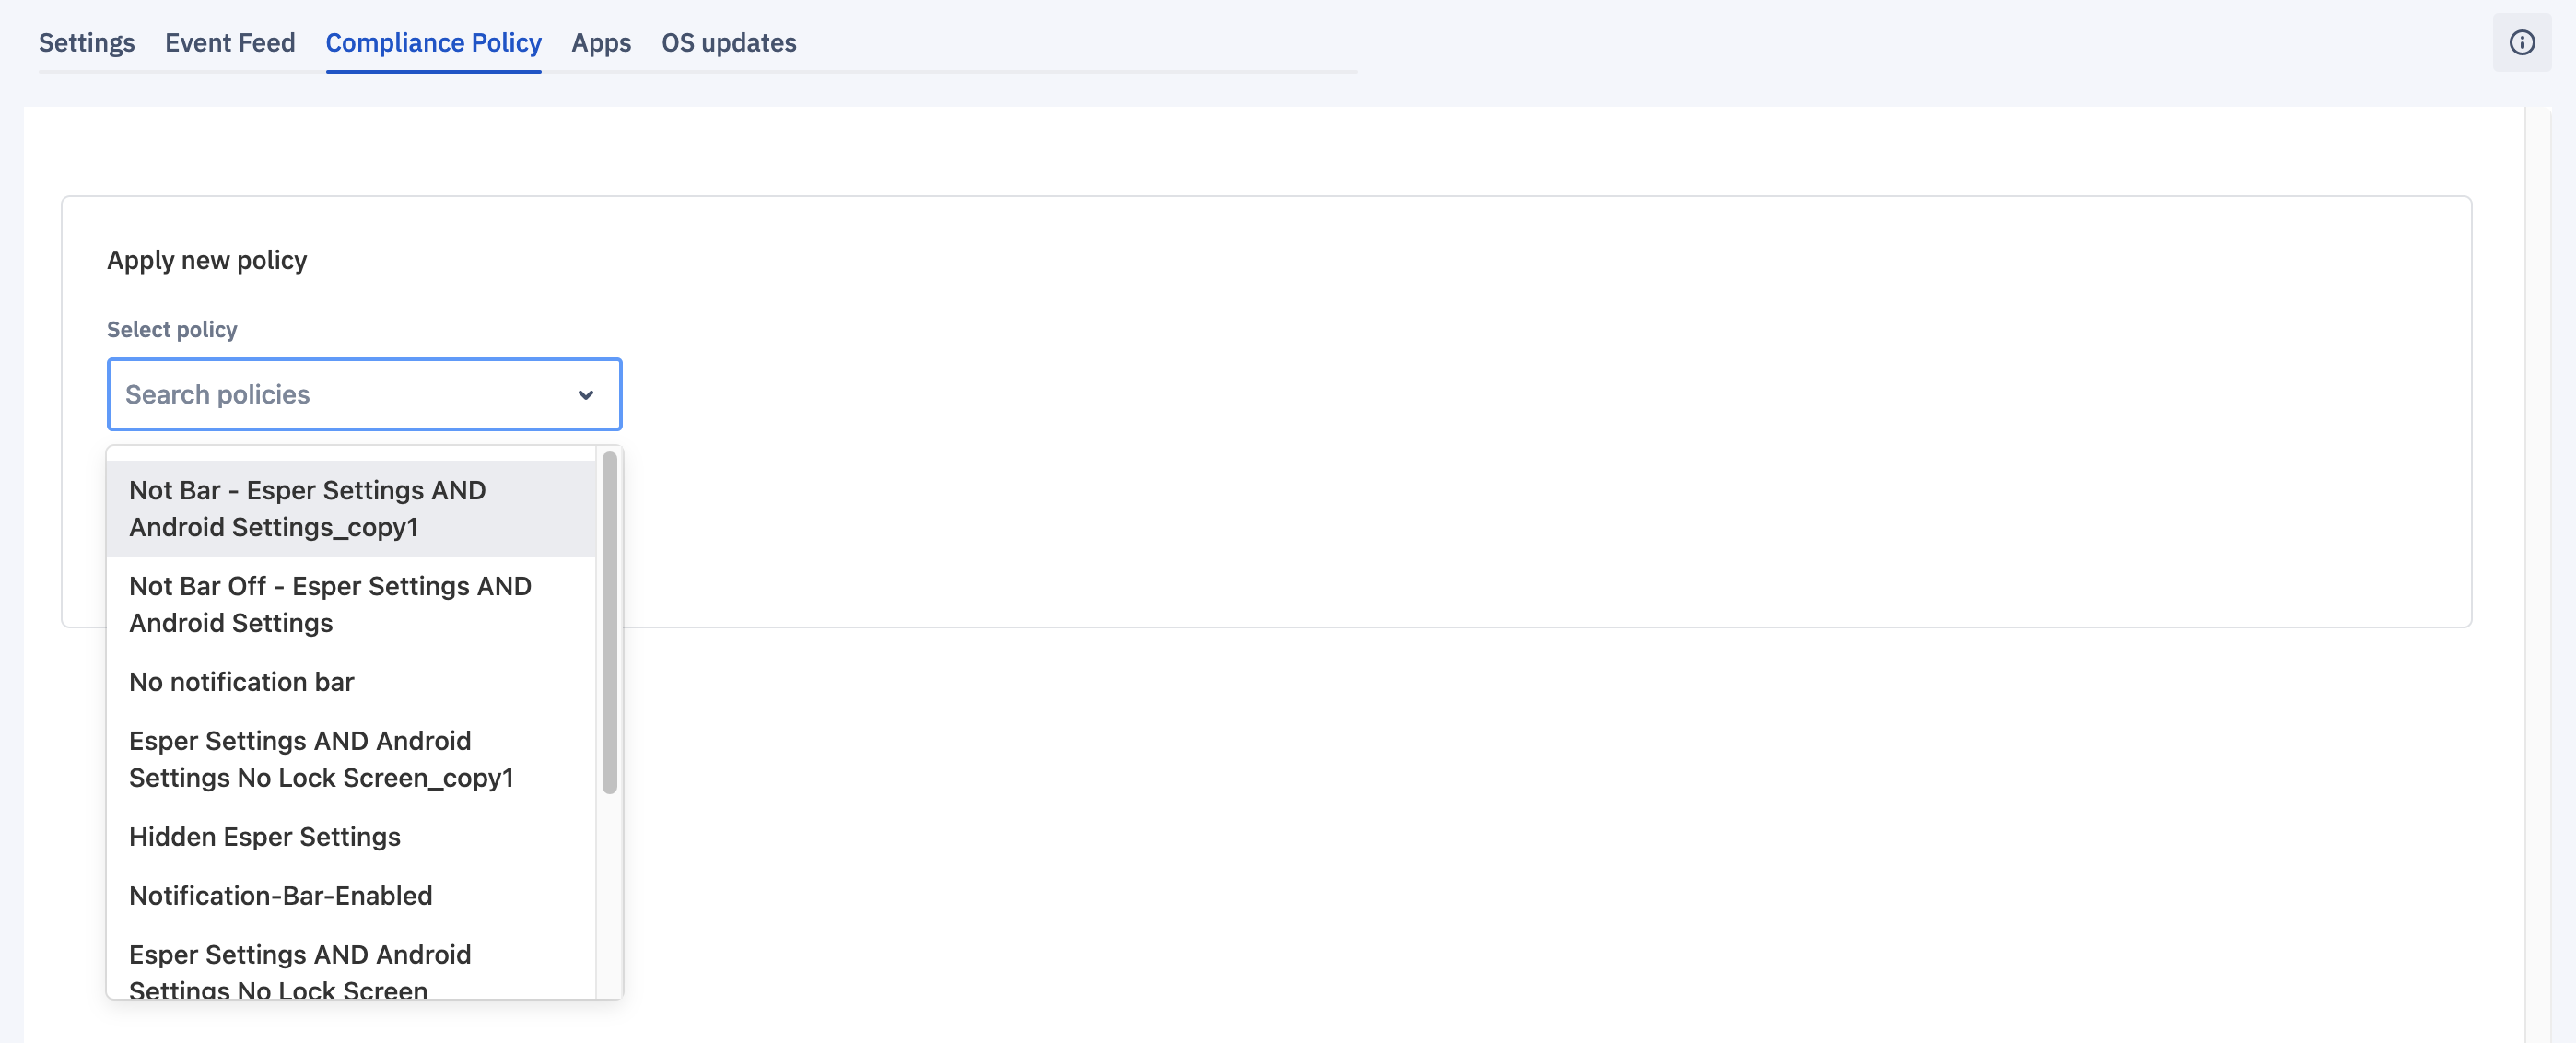 Settings Event Feed Compliance Policy Apps OS updates
Apply new policy
Select policy
Search policies
Not Bar - Esper Settings AND
Android Settings_copy1
Not Bar Off - Esper Settings AND
Android Settings
No notification bar
Esper Settings AND Android
Settings No Lock Screen_copy1
Hidden Esper Settings
Notification-Bar-Enabled
Esper Settings AND Android
Settings No Lock Screen